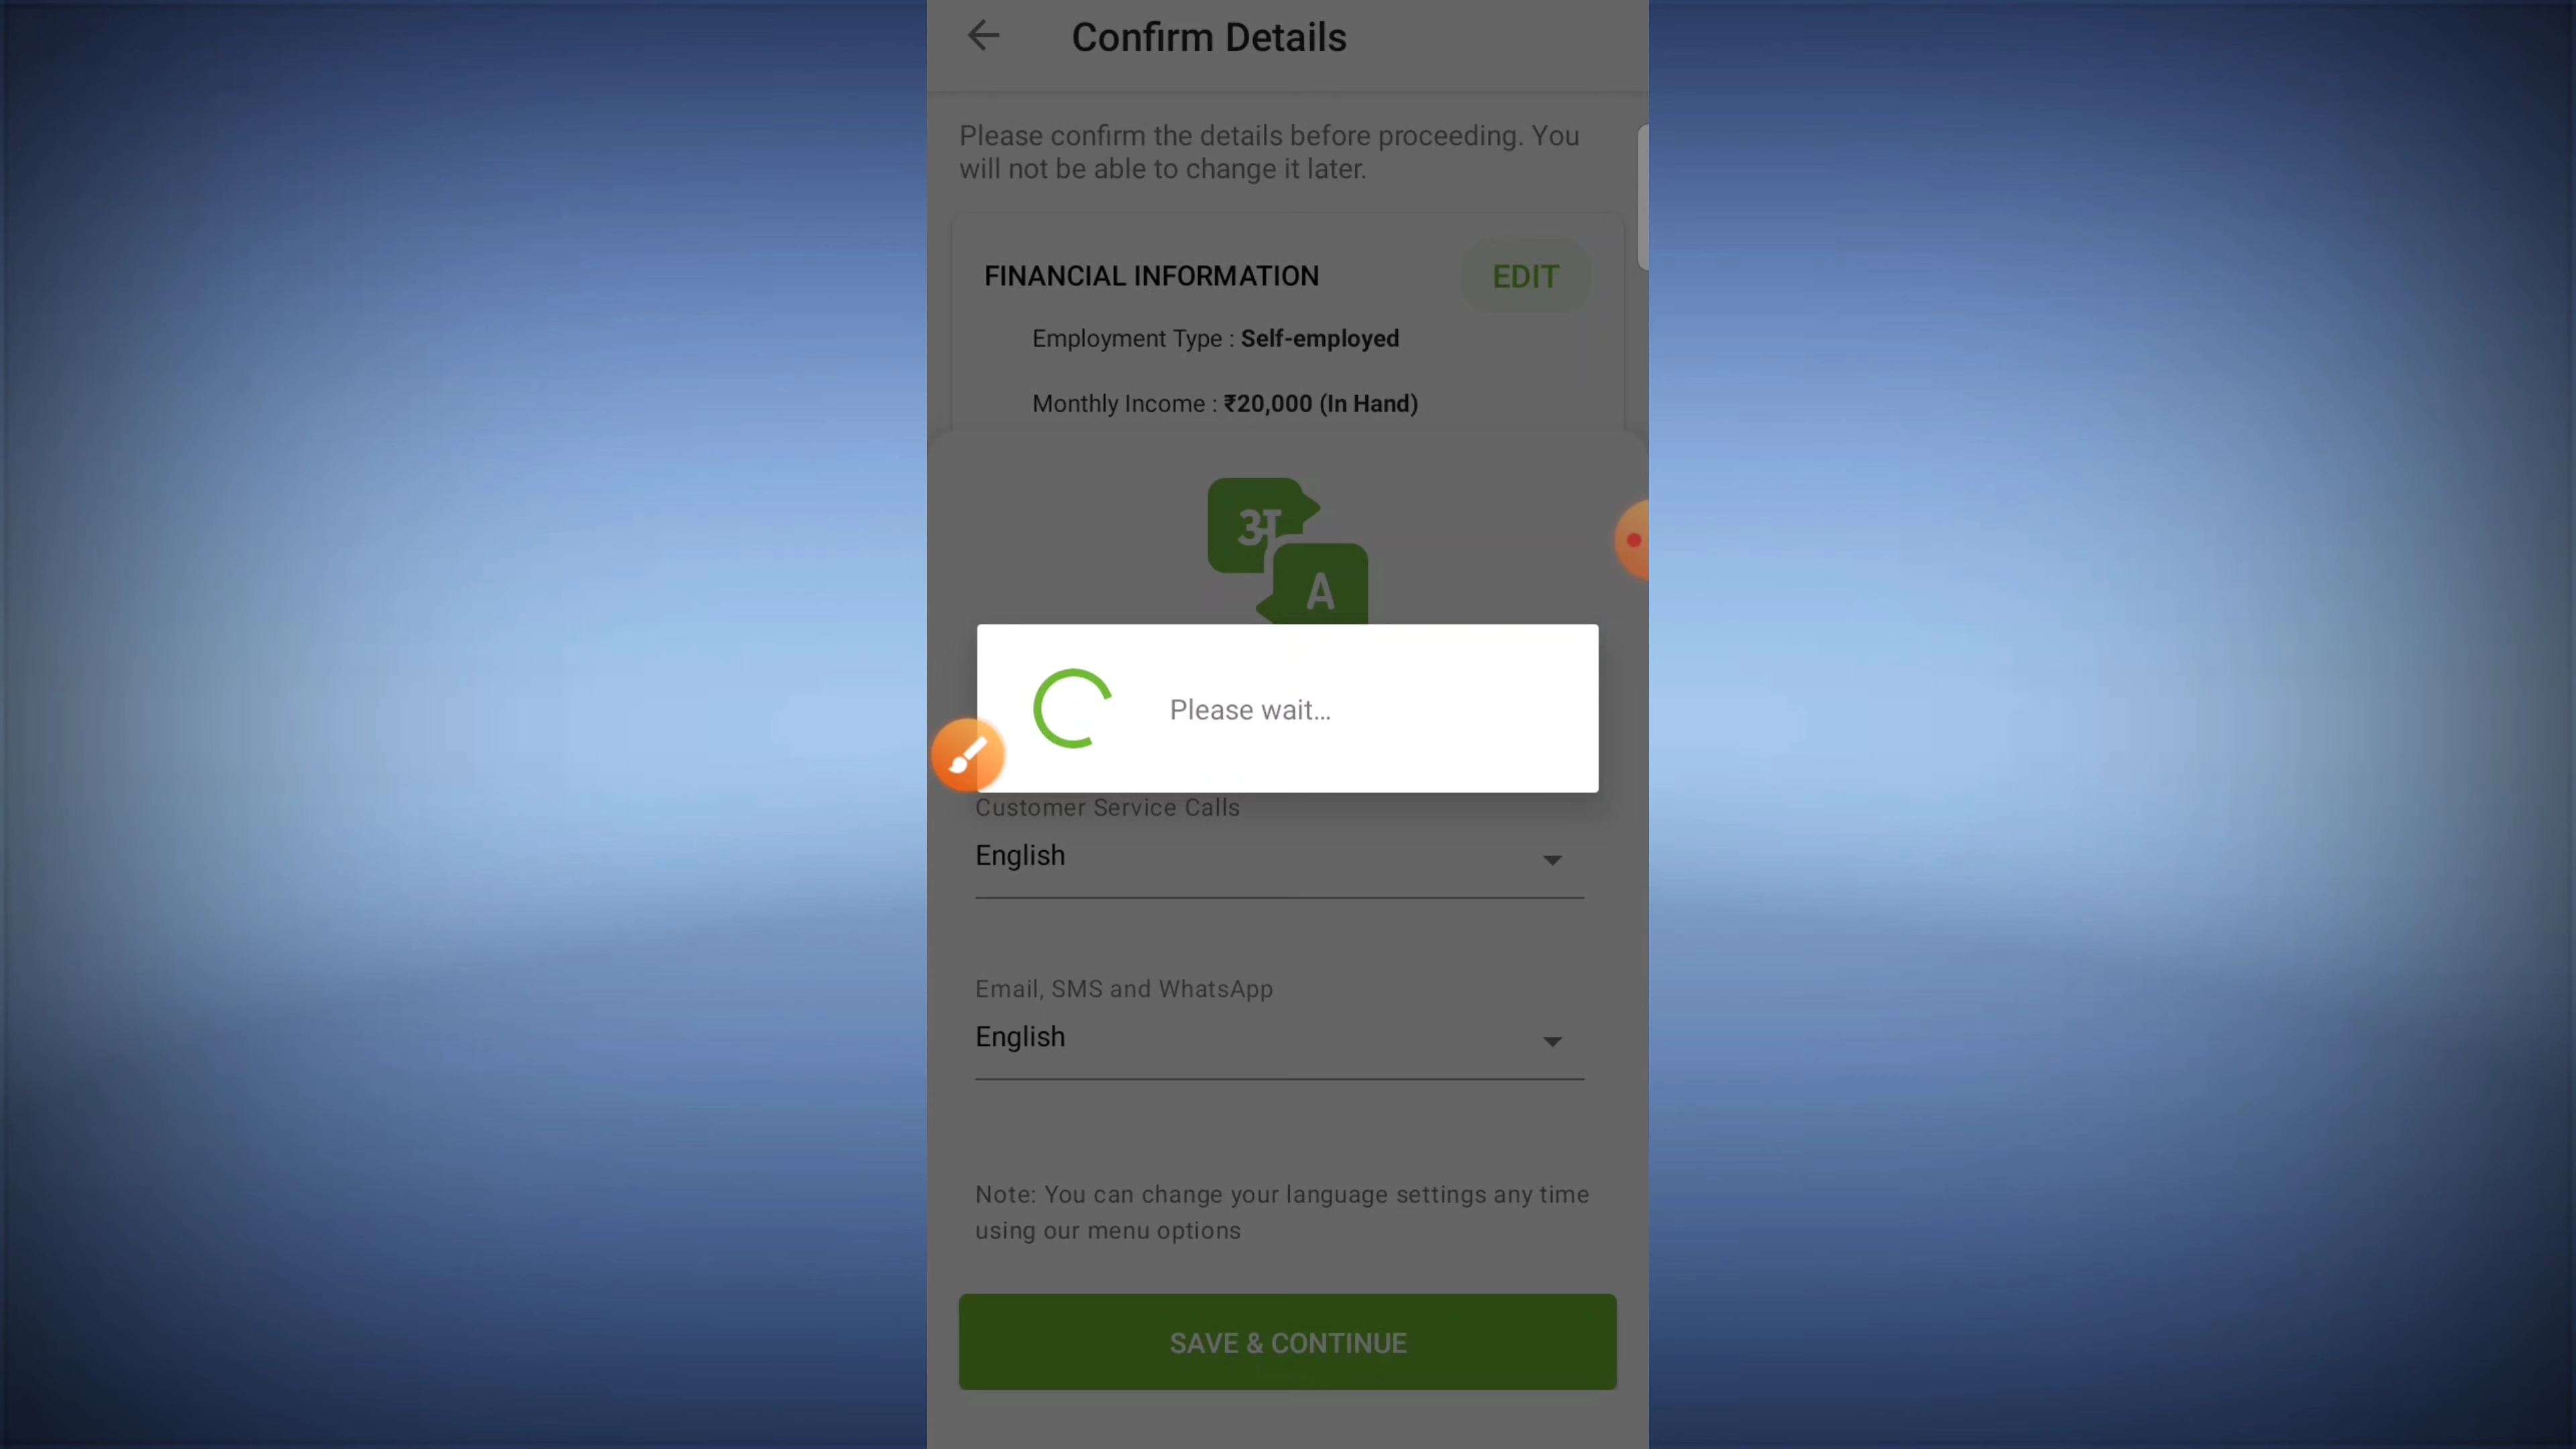 Confirm Details
Please confirm the details before proceeding. You
will not be able to change it later.
FINANCIAL INFORMATION
EDIT
Employment Type : Self-employed
Monthly Income : ₹20,000 (In Hand)
अ
A
Please wait...
Customer Service Calls
English
Email, SMS and WhatsApp
English
Note: You can change your language settings any time
using our menu options
SAVE & CONTINUE